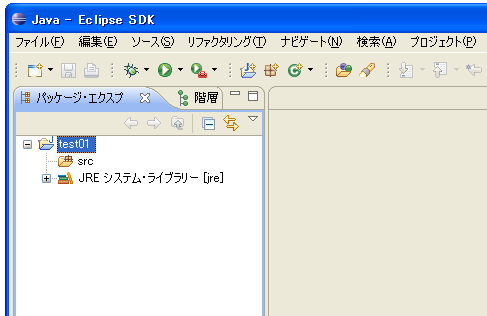 Java - Eclipse SDK
ファイル(F) 編集(E) ソース(S) リファクタリング(T) ナビゲート(N) 検索(A) プロジェクト(P)
パッケージ・エクスプ 階層
test01
src
JRE システム・ライブラリー [jre]